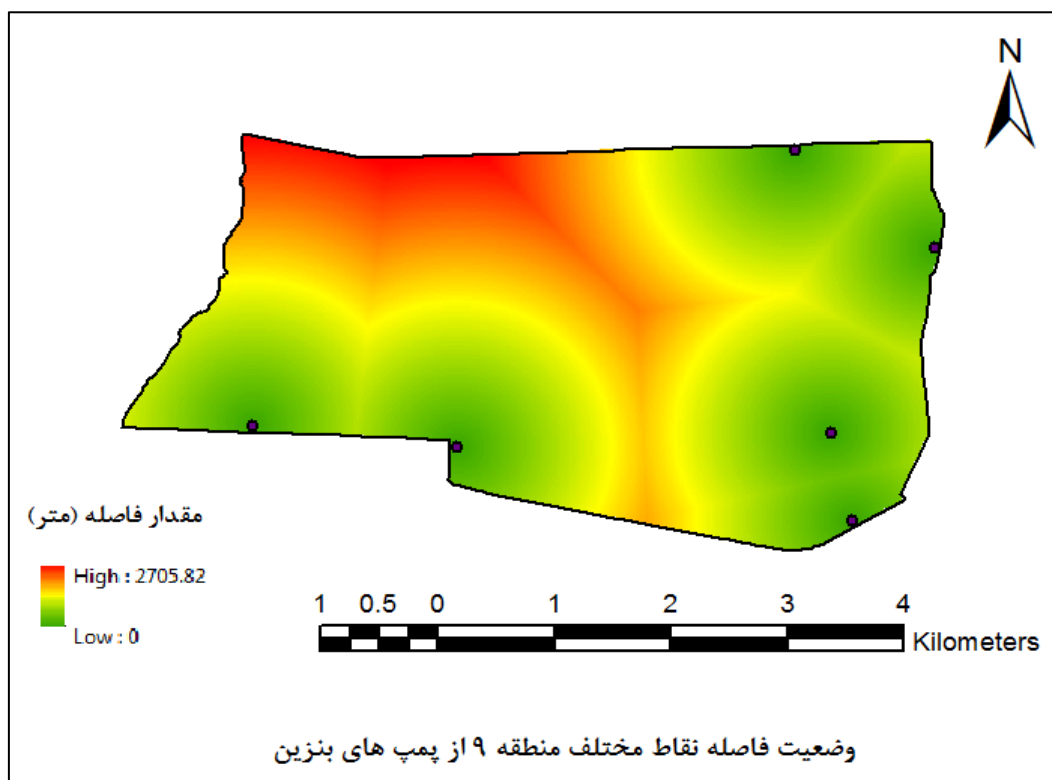 N
مقدار فاصله (متر)
High : 2705.82
Low : 0
1 0.5 0 1 2 3 4
Kilometers
وضعیت فاصله نقاط مختلف منطقه ۹ از پمپ های بنزین